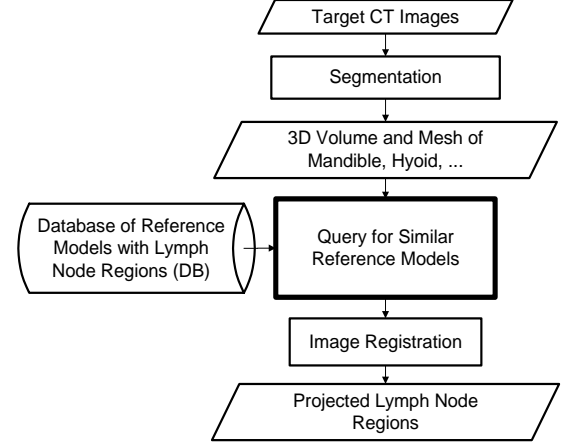 Target CT Images
Segmentation
3D Volume and Mesh of
Mandible, Hyoid, ...
Database of Reference
Models with Lymph
Node Regions (DB)
Query for Similar
Reference Models
Image Registration
Projected Lymph Node
Regions